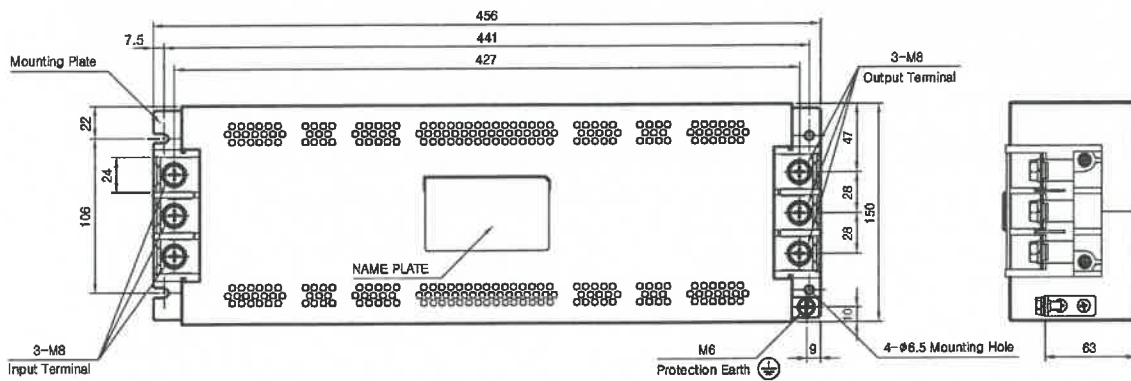 456
7.5
441
427
Mounting Plate
3-M8
Output Terminal
22
47
24
28
150
106
28
NAME PLATE
10
3-M8
Input Terminal
M6
Protection Earth
9
4-Φ6.5 Mounting Hole
63